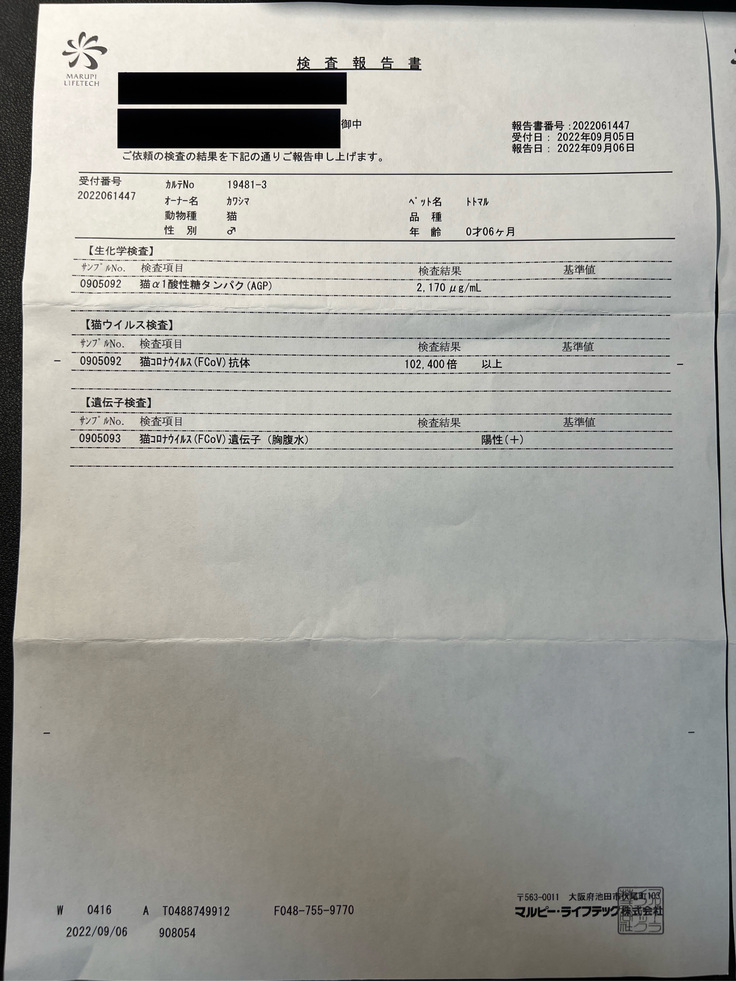 MARUPI
LIFETECH
検 査 報 告 書
御中
報告書番号:2022061447
受付日: 2022年09月05日
報告日: 2022年09月06日
ご依頼の検査の結果を下記の通りご報告申し上げます。
受付番号 ｶﾙﾃNo 19481-3
2022061447
オーナー名 ｶﾜｼﾏ ﾍﾟｯﾄ名 ﾄﾄﾏﾙ
動物種 猫 品 種
性 別 ♂ 年 齢 0才06ヶ月
【生化学検査】
ｻﾝﾌﾟﾙNo. 検査項目 検査結果 基準値
0905092 猫α1酸性糖タンパク(AGP) 2,170 μg/mL
【猫ウイルス検査】
ｻﾝﾌﾟﾙNo. 検査項目 検査結果 基準値
0905092 猫ｺﾛﾅｳｲﾙｽ(FCoV)抗体 102,400倍 以上
【遺伝子検査】
ｻﾝﾌﾟﾙNo. 検査項目 検査結果 基準値
0905093 猫ｺﾛﾅｳｲﾙｽ(FCoV)遺伝子 (胸腹水) 陽性(+)
W 0416 A T0488749912 F048-755-9770
2022/09/06 908054
〒563-0011 大阪府池田市伏尾町103
マルピー・ライフテック株式会社